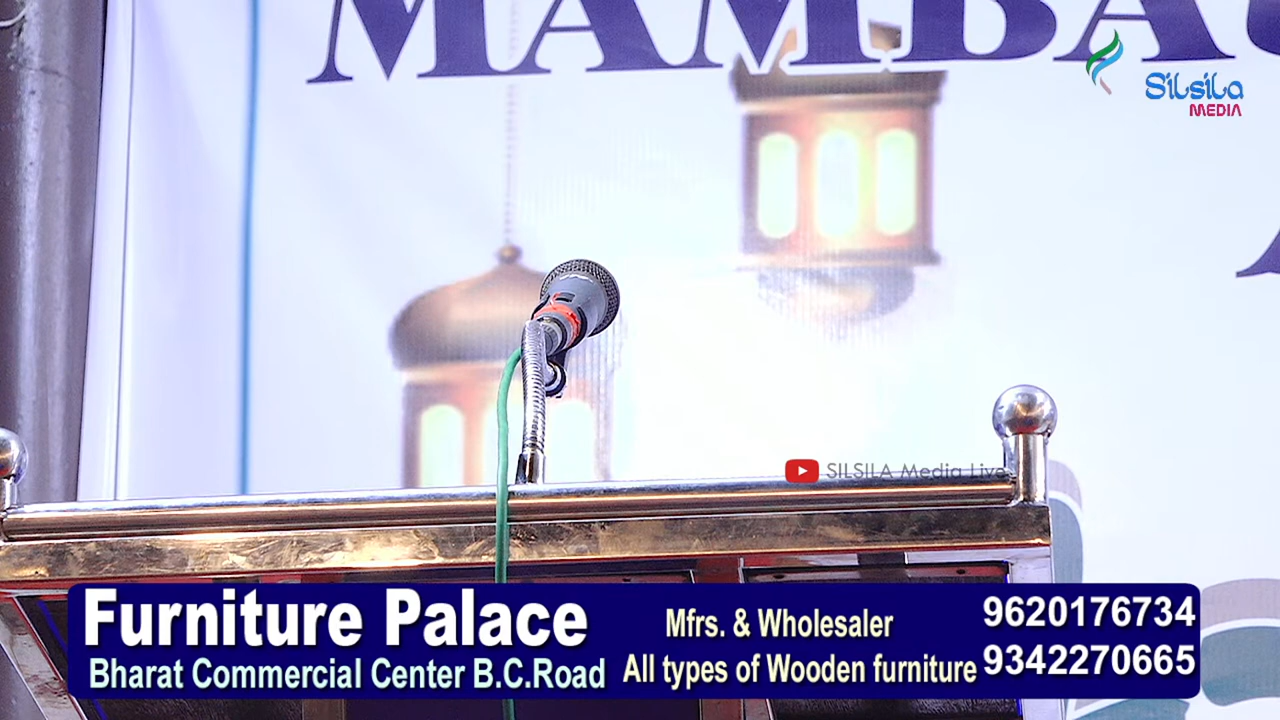 Silsila
MEDIA
SILSILA Media Live
Furniture Palace
Bharat Commercial Center B.C.Road
Mfrs. & Wholesaler
All types of Wooden furniture
9620176734
9342270665